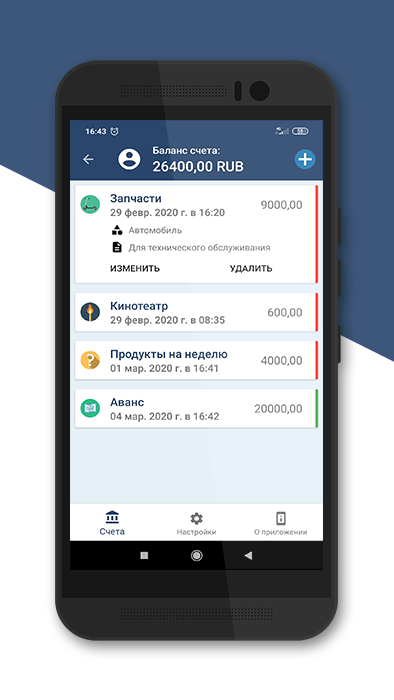 16:43
4G
58
Баланс счета:
26400,00 RUB
Запчасти
9000,00
29 февр. 2020 г. в 16:20
Автомобиль
Для технического обслуживания
ИЗМЕНИТЬ
УДАЛИТЬ
Кинотеатр
600,00
29 февр. 2020 г. в 08:35
Продукты на неделю
4000,00
01 мар. 2020 г. в 16:41
Аванс
20000,00
04 мар. 2020 г. в 16:42
Счета
Настройки
О приложении